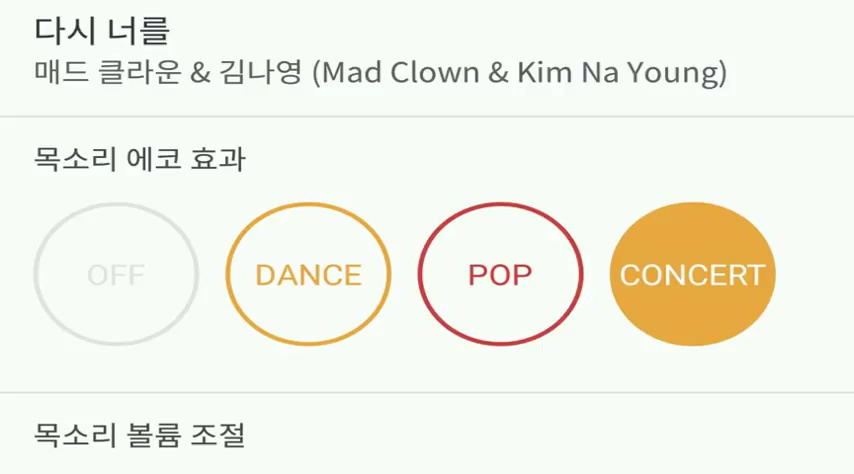 다시 너를
매드 클라운 & 김나영 (Mad Clown & Kim Na Young)
목소리 에코 효과
OFF DANCE POP CONCERT
목소리 볼륨 조절